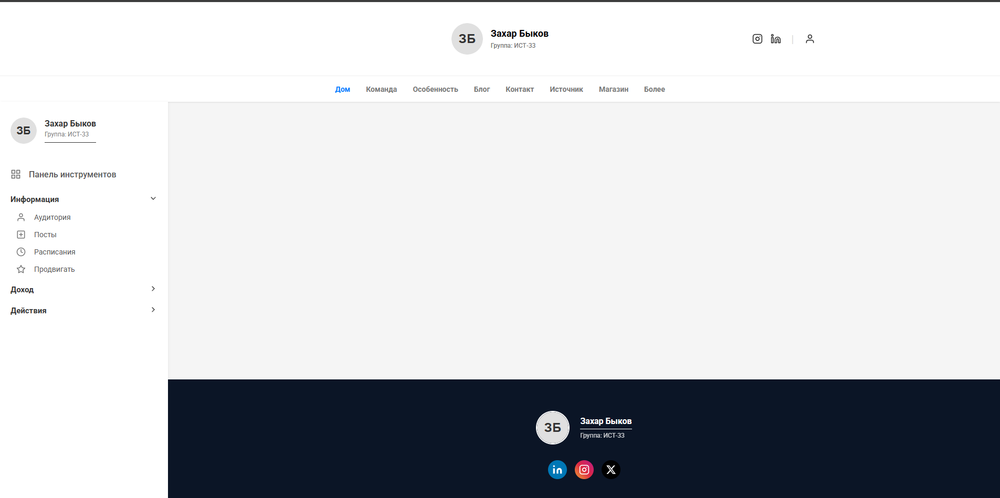 ЗБ
Захар Быков
Группа: ИСТ-33
Дом Команда Особенность Блог Контакт Источник Магазин Более
ЗБ
Захар Быков
Группа: ИСТ-33
Панель инструментов
Информация
Аудитория
Посты
Расписания
Продвигать
Доход
Действия
ЗБ
Захар Быков
Группа: ИСТ-33